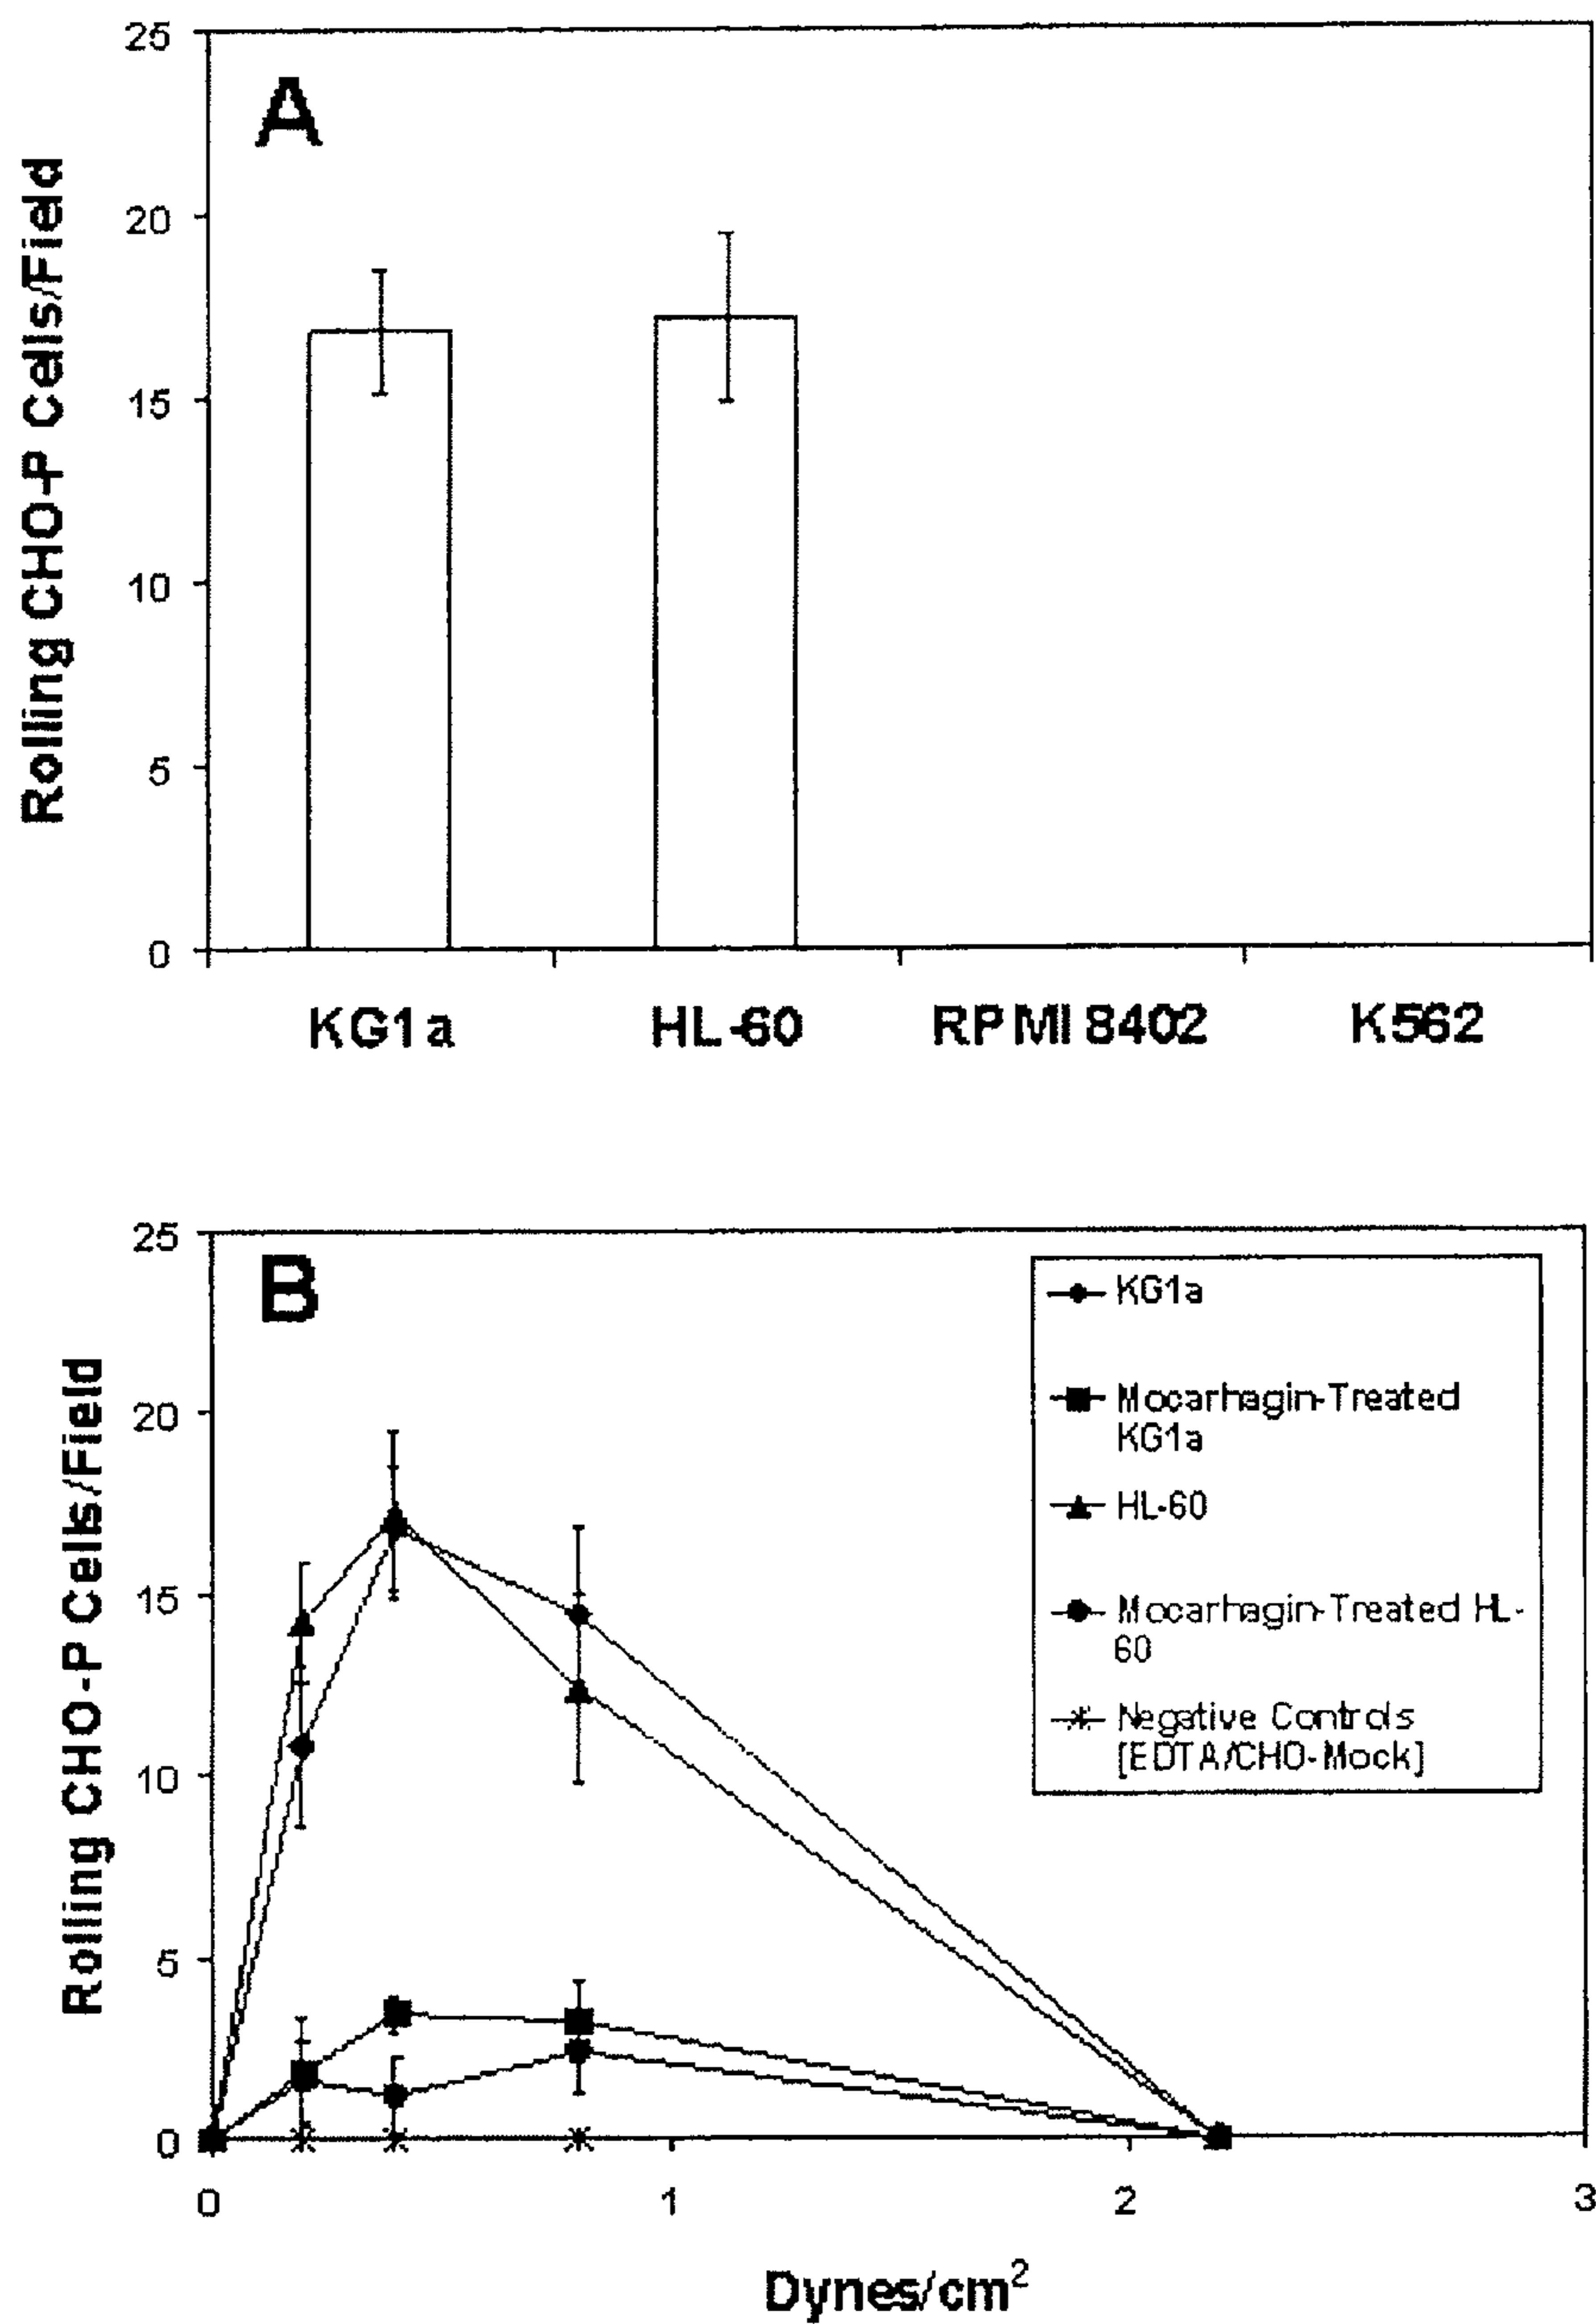 A
Rolling CHO-P Cells/Field
25
20
15
10
5
0
KG1a HL-60 RPMI 8402 K562
B
Rolling CHO-P Cells/Field
25
20
15
10
5
0
KG1a
Mocarhagin-Treated
KG1a
HL-60
Mocarhagin-Treated HL-
60
Negative Controls
[EDTA/CHO-Mock]
0 1 2 3
Dynes/cm²